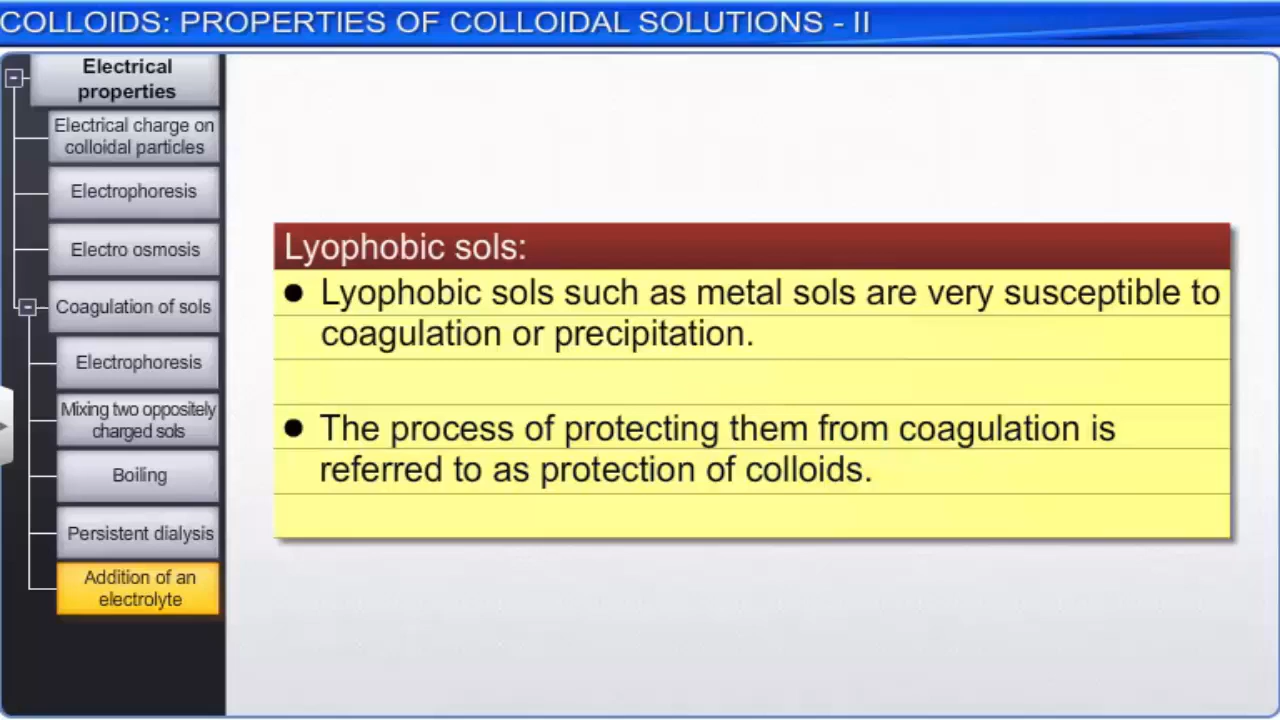 COLLOIDS: PROPERTIES OF COLLOIDAL SOLUTIONS - II
Electrical
properties
Electrical charge on
colloidal particles
Electrophoresis
Electro osmosis
Coagulation of sols
Electrophoresis
Mixing two oppositely
charged sols
Boiling
Persistent dialysis
Addition of an
electrolyte
Lyophobic sols:
● Lyophobic sols such as metal sols are very susceptible to
coagulation or precipitation.
● The process of protecting them from coagulation is
referred to as protection of colloids.